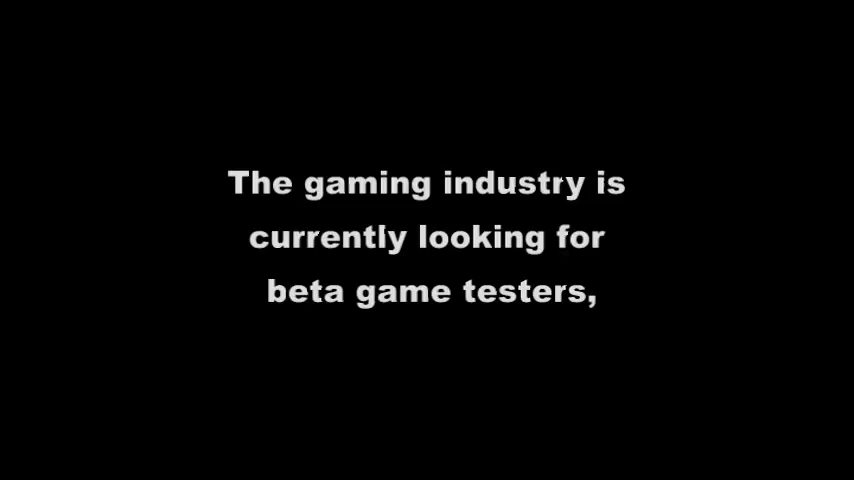 The gaming industry is
currently looking for
beta game testers,